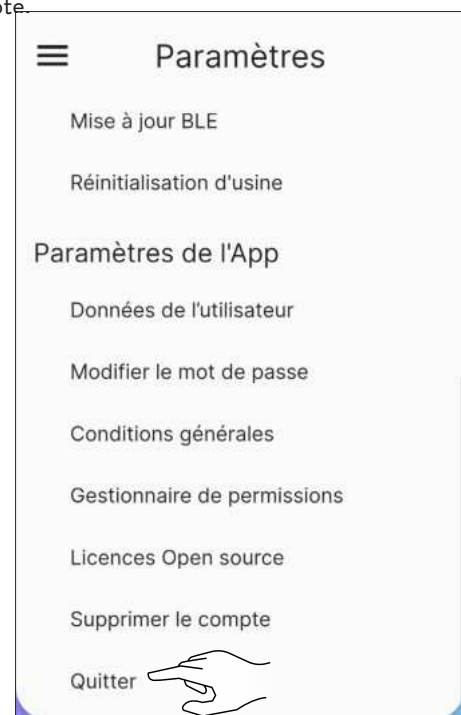 Paramètres
Mise à jour BLE
Réinitialisation d'usine
Paramètres de l'App
Données de l'utilisateur
Modifier le mot de passe
Conditions générales
Gestionnaire de permissions
Licences Open source
Supprimer le compte
Quitter